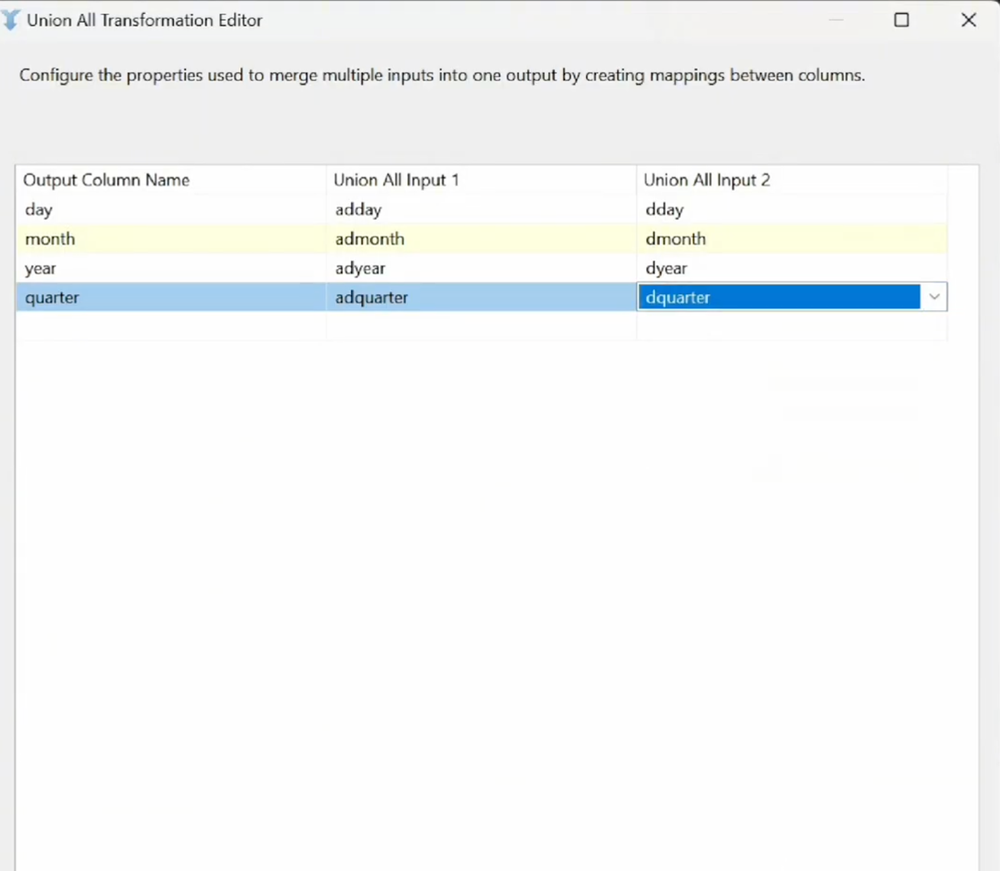 Union All Transformation Editor
Configure the properties used to merge multiple inputs into one output by creating mappings between columns.
Output Column Name Union All Input 1 Union All Input 2
day adday dday
month admonth dmonth
year adyear dyear
quarter adquarter dquarter